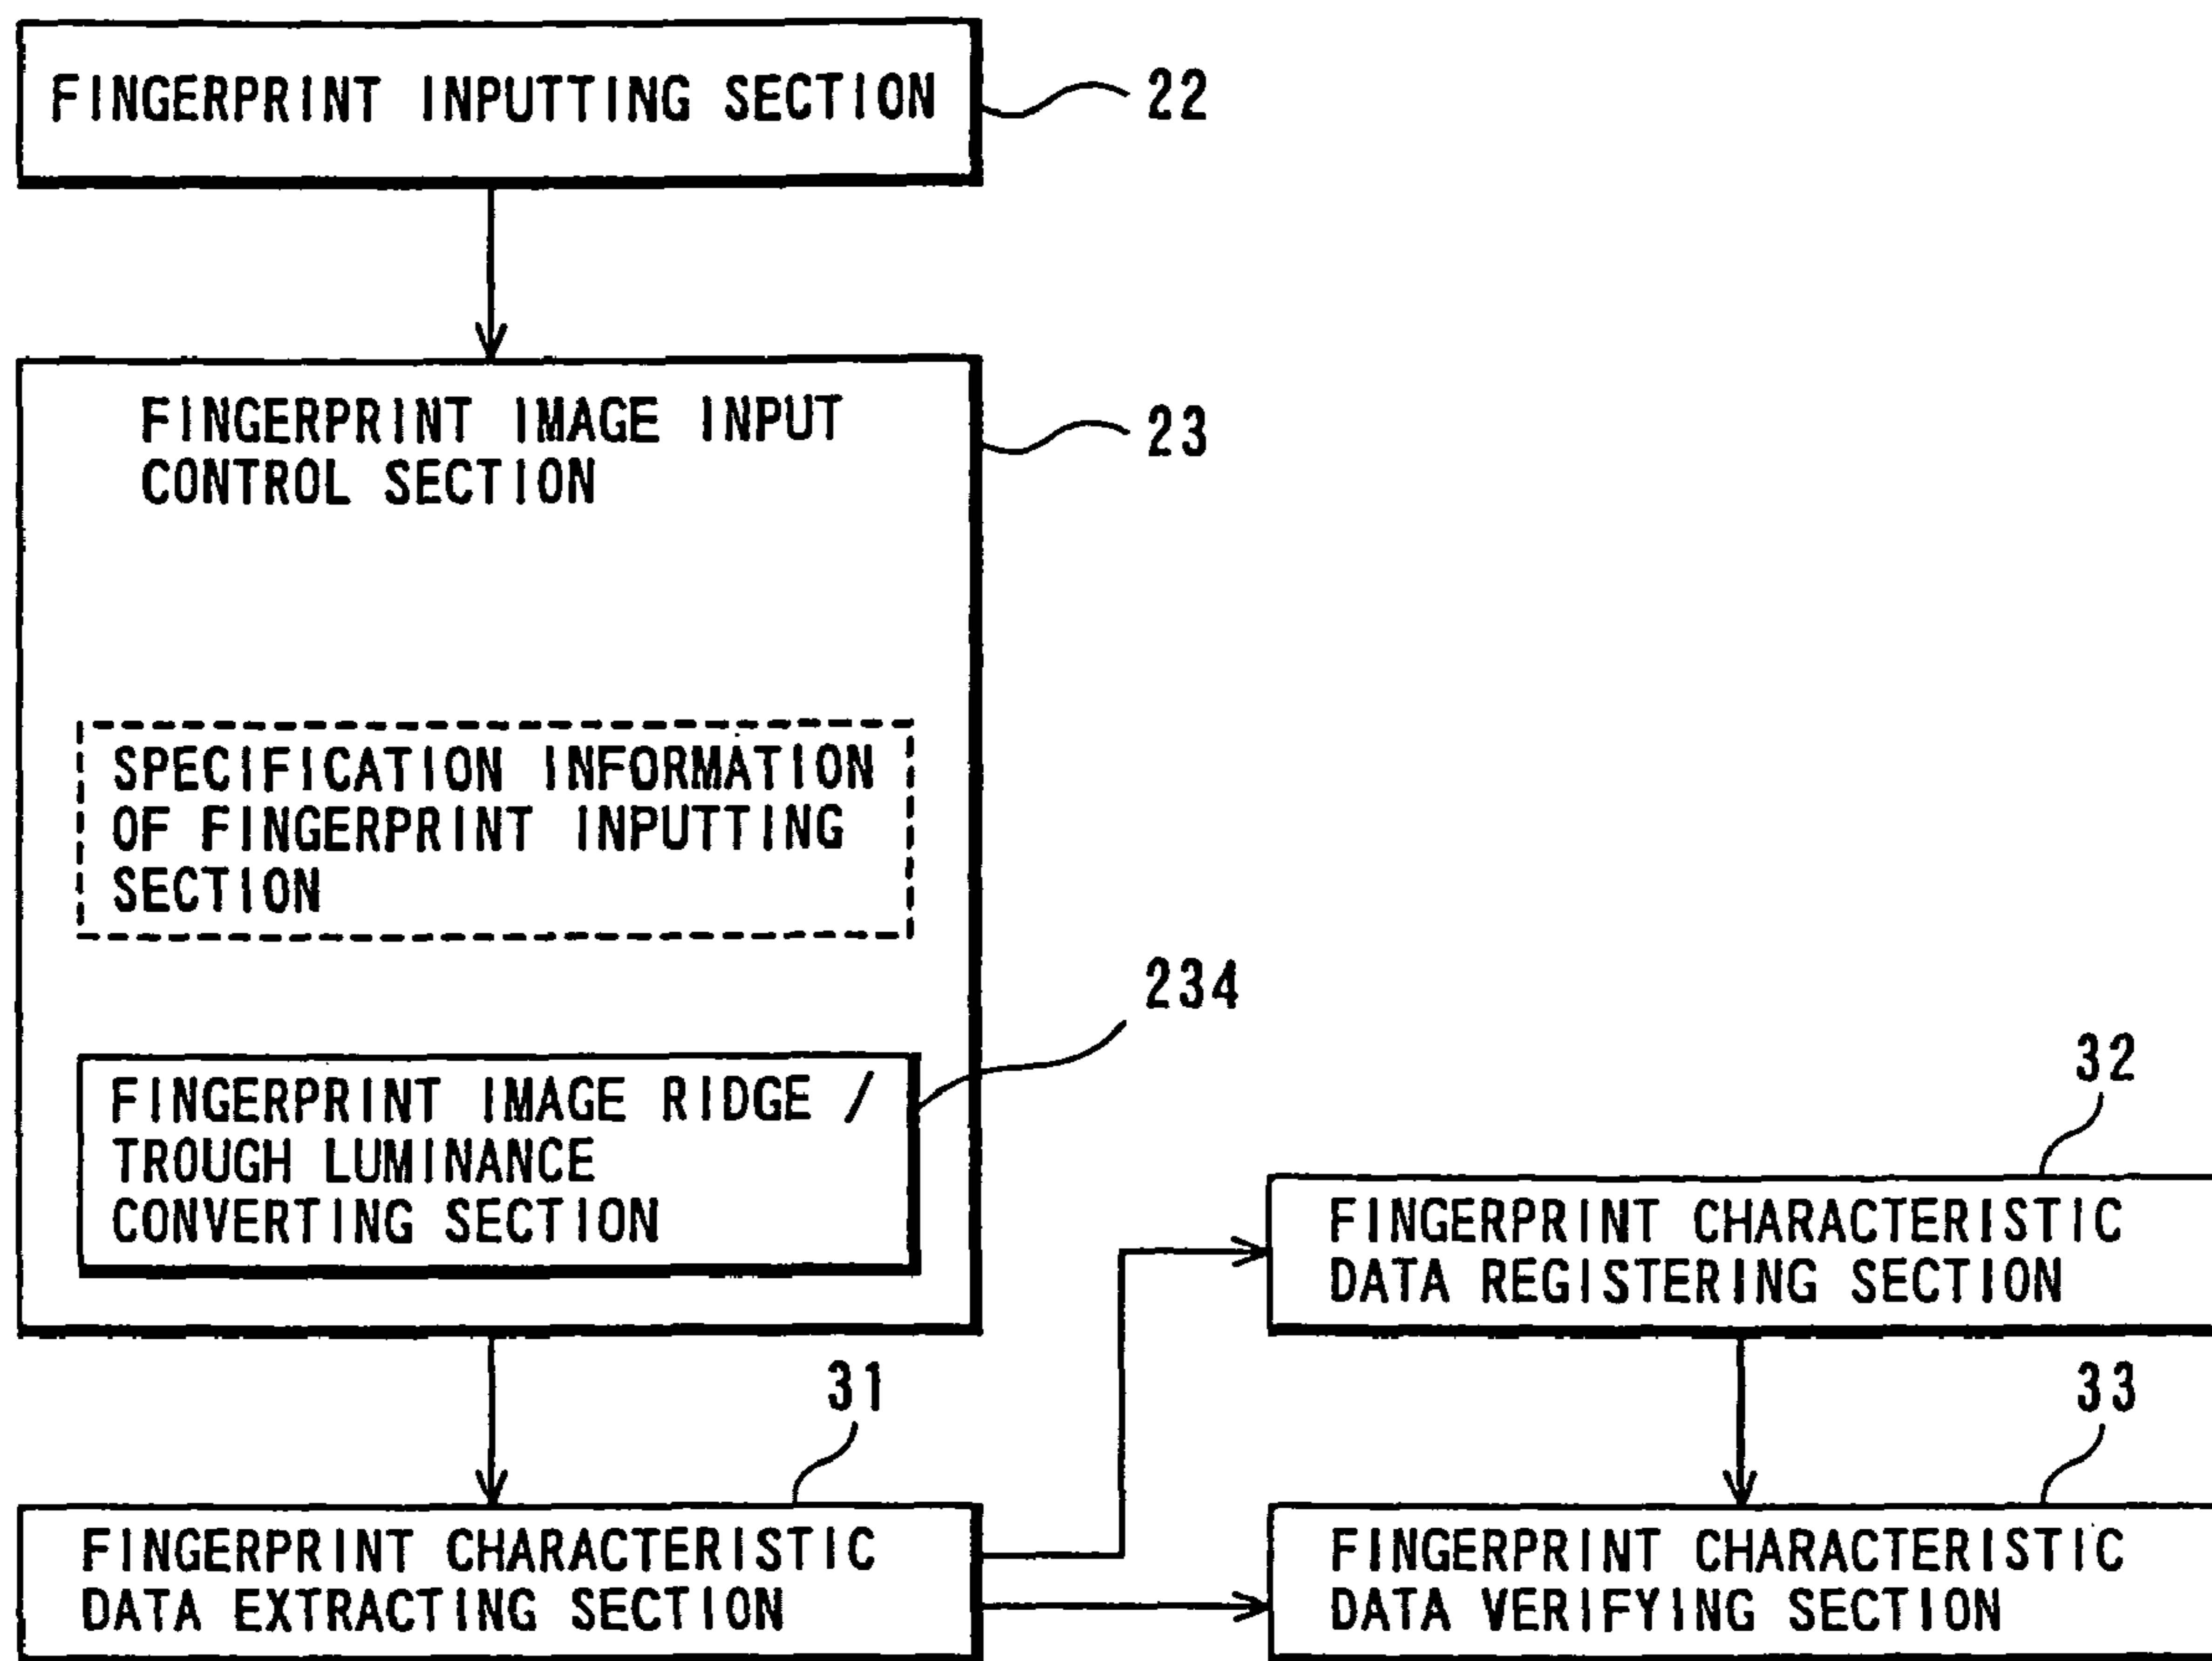 FINGERPRINT INPUTTING SECTION
22
FINGERPRINT IMAGE INPUT
CONTROL SECTION
23
SPECIFICATION INFORMATION
OF FINGERPRINT INPUTTING
SECTION
234
FINGERPRINT IMAGE RIDGE /
TROUGH LUMINANCE
CONVERTING SECTION
32
FINGERPRINT CHARACTERISTIC
DATA REGISTERING SECTION
31
FINGERPRINT CHARACTERISTIC
DATA EXTRACTING SECTION
33
FINGERPRINT CHARACTERISTIC
DATA VERIFYING SECTION